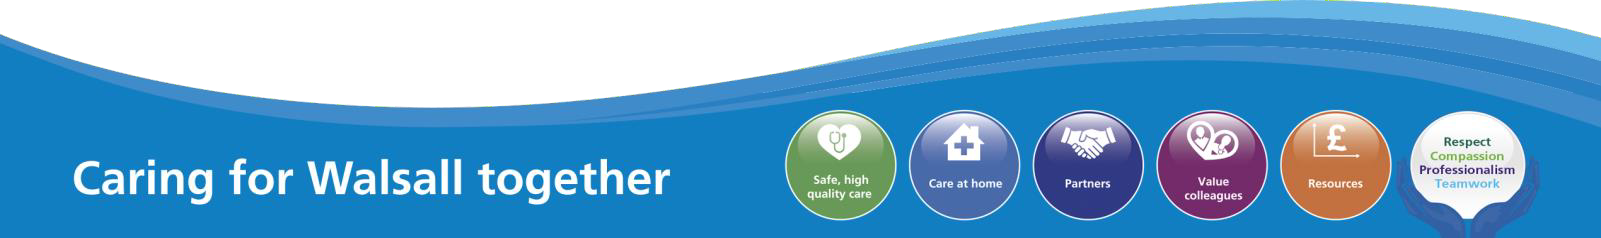 Caring for Walsall together
Safe, high
quality care
Care at home
Partners
Value
colleagues
£
Resources
Respect
Compassion
Professionalism
Teamwork